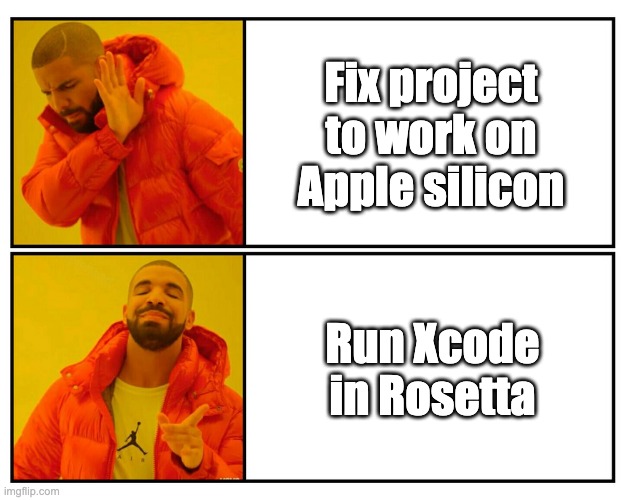 Fix project
to work on
Apple silicon
Run Xcode
in Rosetta
imgflip.com